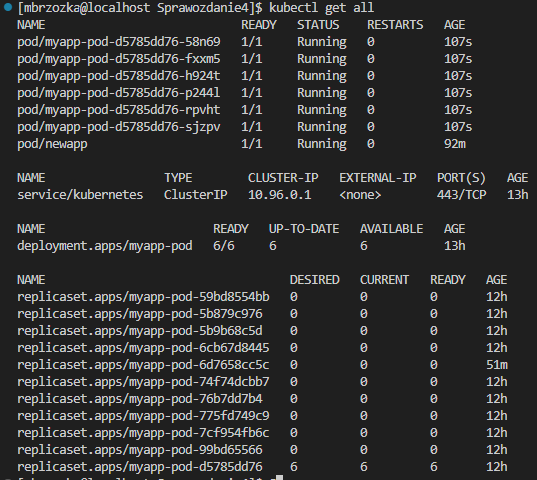 [mbrzozka@localhost Sprawozdanie4]$ kubectl get all
NAME READY STATUS RESTARTS AGE
pod/myapp-pod-d5785dd76-58n69 1/1 Running 0 107s
pod/myapp-pod-d5785dd76-fxxm5 1/1 Running 0 107s
pod/myapp-pod-d5785dd76-h924t 1/1 Running 0 107s
pod/myapp-pod-d5785dd76-p244l 1/1 Running 0 107s
pod/myapp-pod-d5785dd76-rpvht 1/1 Running 0 107s
pod/myapp-pod-d5785dd76-sjzpv 1/1 Running 0 107s
pod/newapp 1/1 Running 0 92m
NAME TYPE CLUSTER-IP EXTERNAL-IP PORT(S) AGE
service/kubernetes ClusterIP 10.96.0.1 <none> 443/TCP 13h
NAME READY UP-TO-DATE AVAILABLE AGE
deployment.apps/myapp-pod 6/6 6 6 13h
NAME DESIRED CURRENT READY AGE
replicaset.apps/myapp-pod-59bd8554bb 0 0 0 12h
replicaset.apps/myapp-pod-5b879c976 0 0 0 12h
replicaset.apps/myapp-pod-5b9b68c5d 0 0 0 12h
replicaset.apps/myapp-pod-6cb67d8445 0 0 0 12h
replicaset.apps/myapp-pod-6d7658cc5c 0 0 0 51m
replicaset.apps/myapp-pod-74f74dcbb7 0 0 0 12h
replicaset.apps/myapp-pod-76b7dd7b4 0 0 0 12h
replicaset.apps/myapp-pod-775fd749c9 0 0 0 12h
replicaset.apps/myapp-pod-7cf954fb6c 0 0 0 12h
replicaset.apps/myapp-pod-99bd65566 0 0 0 12h
replicaset.apps/myapp-pod-d5785dd76 6 6 6 12h